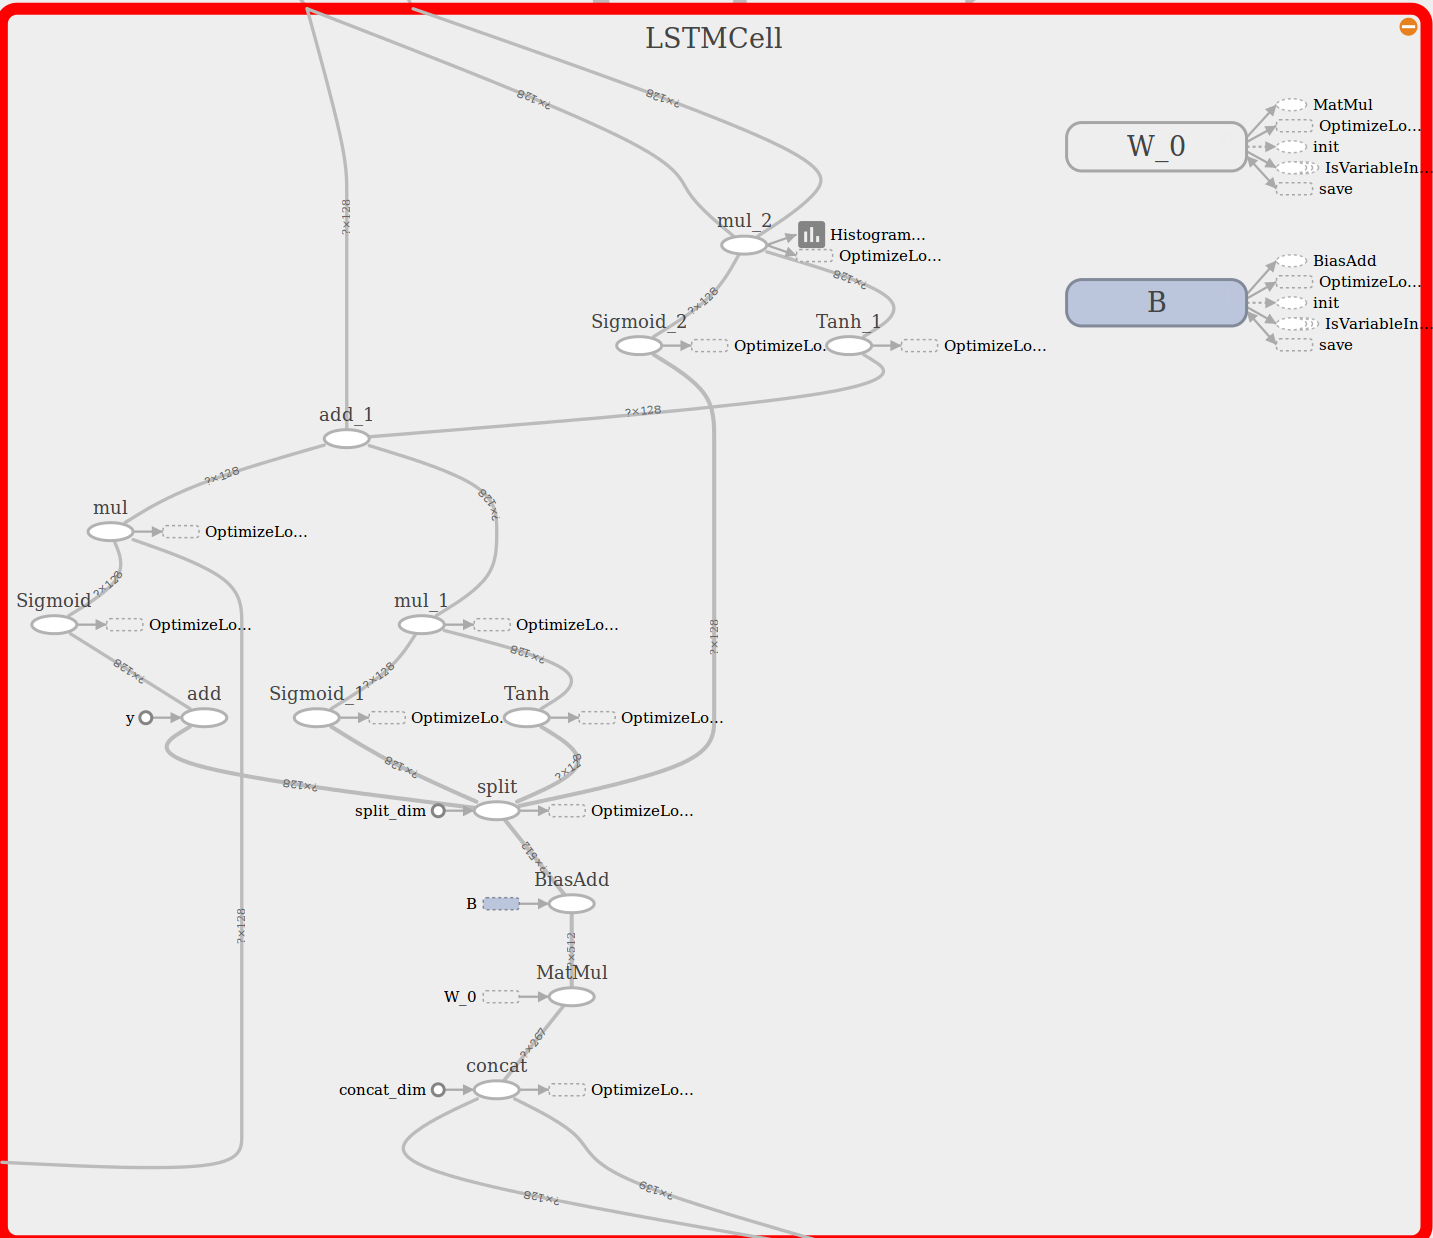 LSTMCell
?×128
?×128
MatMul
OptimizeLo...
W_0
init
IsVariableIn...
save
?×128
mul_2
Histogram...
OptimizeLo...
?×128
BiasAdd
OptimizeLo...
B
init
IsVariableIn...
save
?×128
Sigmoid_2
Tanh_1
OptimizeLo...
OptimizeLo...
?×128
add_1
?×128
?×128
mul
OptimizeLo...
?×128
Sigmoid
mul_1
OptimizeLo...
OptimizeLo...
?×128
?×128
?×128
?×128
add
Sigmoid_1
Tanh
y
OptimizeLo...
OptimizeLo...
?×128
?×128
?×128
split
split_dim
OptimizeLo...
?×512
BiasAdd
B
?×128
?×512
MatMul
W_0
?×267
concat
concat_dim
OptimizeLo...
?×128
?×139